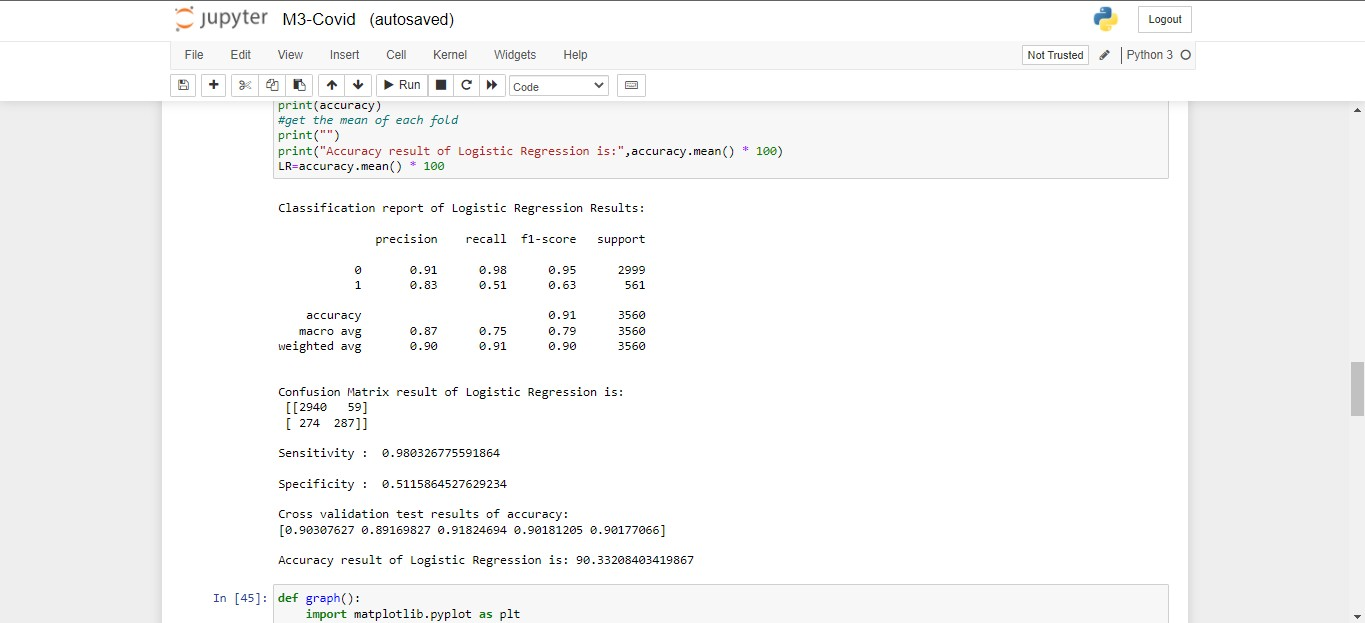 jupyter M3-Covid (autosaved) Logout
File Edit View Insert Cell Kernel Widgets Help Not Trusted Python 3
Run Code
print(accuracy)
#get the mean of each fold
print("")
print("Accuracy result of Logistic Regression is:",accuracy.mean() * 100)
LR=accuracy.mean() * 100
Classification report of Logistic Regression Results:
precision recall f1-score support
0 0.91 0.98 0.95 2999
1 0.83 0.51 0.63 561
accuracy 0.91 3560
macro avg 0.87 0.75 0.79 3560
weighted avg 0.90 0.91 0.90 3560
Confusion Matrix result of Logistic Regression is:
[[2940 59]
[ 274 287]]
Sensitivity : 0.980326775591864
Specificity : 0.5115864527629234
Cross validation test results of accuracy:
[0.90307627 0.89169827 0.91824694 0.90181205 0.90177066]
Accuracy result of Logistic Regression is: 90.33208403419867
In [45]: def graph():
import matplotlib.pyplot as plt